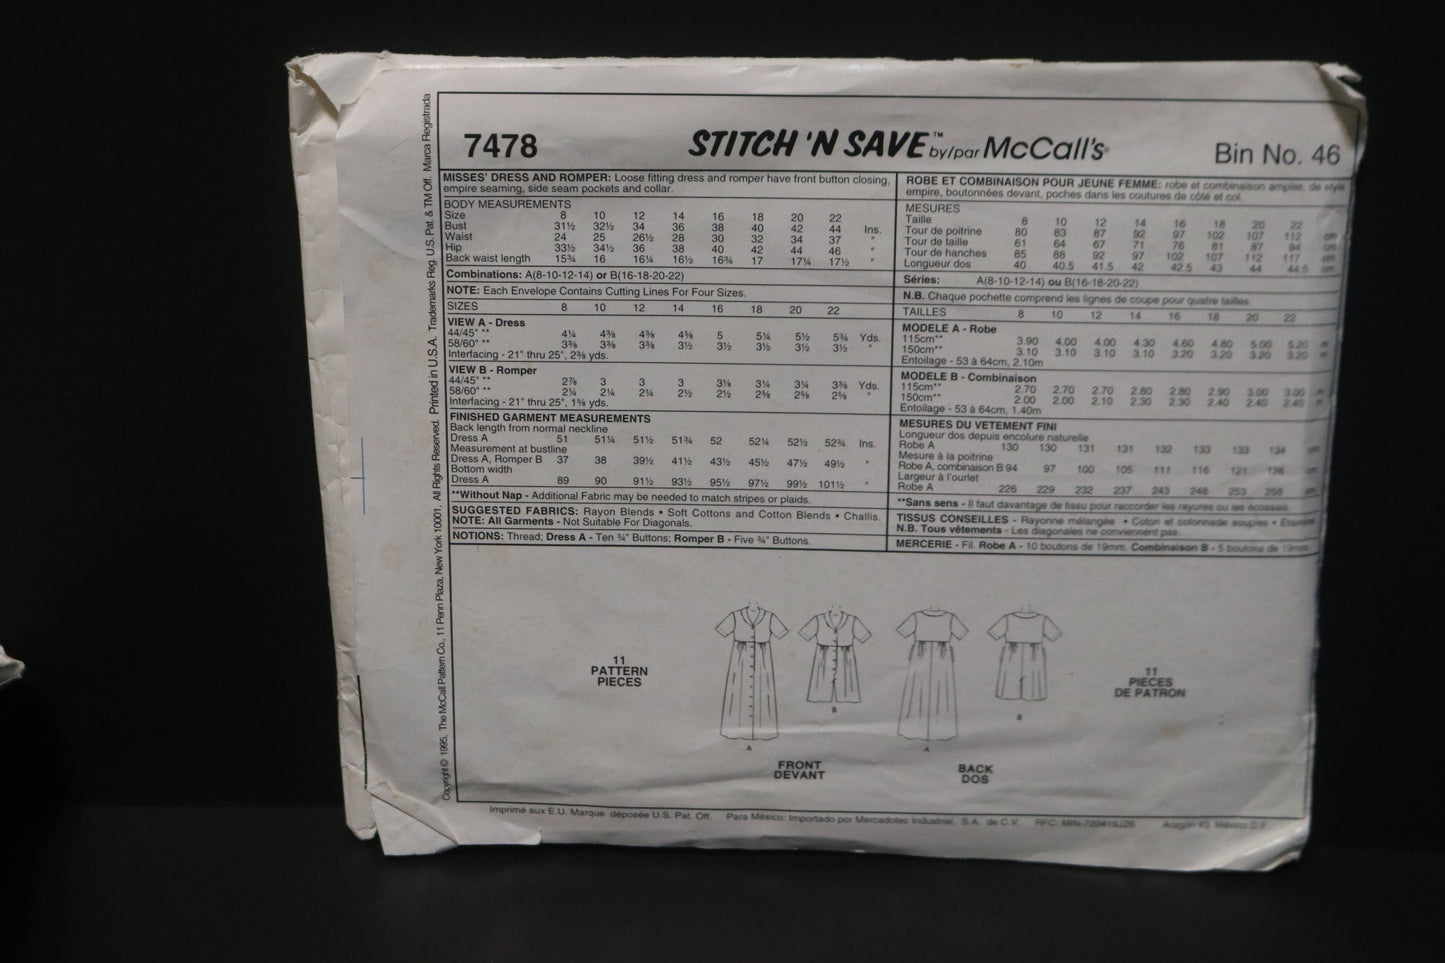 7478
STITCH 'N SAVE™ by/par McCall's®
Bin No. 46
MISSES' DRESS AND ROMPER: Loose fitting dress and romper have front button closing,
empire seaming, side seam pockets and collar.
BODY MEASUREMENTS
Size 8 10 12 14 16 18 20 22
Bust 31½ 32½ 34 36 38 40 42 44 Ins.
Waist 24 25 26½ 28 30 32 34 37 "
Hip 33½ 34½ 36 38 40 42 44 46 "
Back waist length 15¾ 16 16¼ 16½ 16¾ 17 17¼ 17½ "
Combinations: A(8-10-12-14) or B(16-18-20-22)
NOTE: Each Envelope Contains Cutting Lines For Four Sizes.
SIZES 8 10 12 14 16 18 20 22
VIEW A - Dress
44/45" ** 4¼ 4⅜ 4⅜ 4⅝ 5 5¼ 5½ 5¾ Yds.
58/60" ** 3⅜ 3⅜ 3⅜ 3½ 3½ 3½ 3½ 3½ "
Interfacing - 21" thru 25", 2⅜ yds.
VIEW B - Romper
44/45" ** 2⅞ 3 3 3 3⅛ 3¼ 3¼ 3⅜ Yds.
58/60" ** 2¼ 2¼ 2¼ 2½ 2½ 2⅝ 2⅝ 2⅝ "
Interfacing - 21" thru 25", 1⅝ yds.
FINISHED GARMENT MEASUREMENTS
Back length from normal neckline
Dress A 51 51¼ 51½ 51¾ 52 52¼ 52½ 52¾ Ins.
Measurement at bustline
Dress A, Romper B 37 38 39½ 41½ 43½ 45½ 47½ 49½ "
Bottom width
Dress A 89 90 91½ 93½ 95½ 97½ 99½ 101½ "
**Without Nap - Additional Fabric may be needed to match stripes or plaids.
SUGGESTED FABRICS: Rayon Blends • Soft Cottons and Cotton Blends • Challis.
NOTE: All Garments - Not Suitable For Diagonals.
NOTIONS: Thread; Dress A - Ten ¾" Buttons; Romper B - Five ¾" Buttons.
ROBE ET COMBINAISON POUR JEUNE FEMME: robe et combinaison amples, de style
empire, boutonnées devant, poches dans les coutures de côté et col.
MESURES
Taille 8 10 12 14 16 18 20 22
Tour de poitrine 80 83 87 92 97 102 107 112 cm
Tour de taille 61 64 67 71 76 81 87 94 cm
Tour de hanches 85 88 92 97 102 107 112 117 cm
Longueur dos 40 40.5 41.5 42 42.5 43 44 44.5 cm
Séries: A(8-10-12-14) ou B(16-18-20-22)
N.B. Chaque pochette comprend les lignes de coupe pour quatre tailles.
TAILLES 8 10 12 14 16 18 20 22
MODELE A - Robe
115cm** 3.90 4.00 4.00 4.30 4.60 4.80 5.00 5.20 m
150cm** 3.10 3.10 3.10 3.10 3.20 3.20 3.20 3.20 m
Entoilage - 53 à 64cm, 2.10m
MODELE B - Combinaison
115cm** 2.70 2.70 2.70 2.80 2.80 2.90 3.00 3.00 m
150cm** 2.00 2.00 2.10 2.30 2.30 2.40 2.40 2.40 m
Entoilage - 53 à 64cm, 1.40m
MESURES DU VETEMENT FINI
Longueur dos depuis encolure naturelle
Robe A 130 130 131 131 132 133 133 134 cm
Mesure à la poitrine
Robe A, combinaison B 94 97 100 105 111 116 121 126 cm
Largeur à l'ourlet
Robe A 226 229 232 237 243 248 253 258 cm
**Sans sens - Il faut davantage de tissu pour raccorder les rayures ou les écossais.
TISSUS CONSEILLES - Rayonne mélangée • Coton et cotonnade souples • Etamine
N.B. Tous vêtements - Les diagonales ne conviennent pas.
MERCERIE - Fil. Robe A - 10 boutons de 19mm. Combinaison B - 5 boutons de 19mm.
11
PATTERN
PIECES
A
B
A
B
FRONT
DEVANT
BACK
DOS
11
PIECES
DE PATRON
Imprimé aux E.U. Marque déposée U.S. Pat. Off. Para México: Importado por Mercadotec Industrial, S.A. de C.V. RFC.
Copyright © 1995, The McCall Pattern Co., 11 Penn Plaza, New York 10001, All Rights Reserved. Printed in U.S.A. Trademarks Reg. U.S. Pat. & TM Off. Marca Registrada